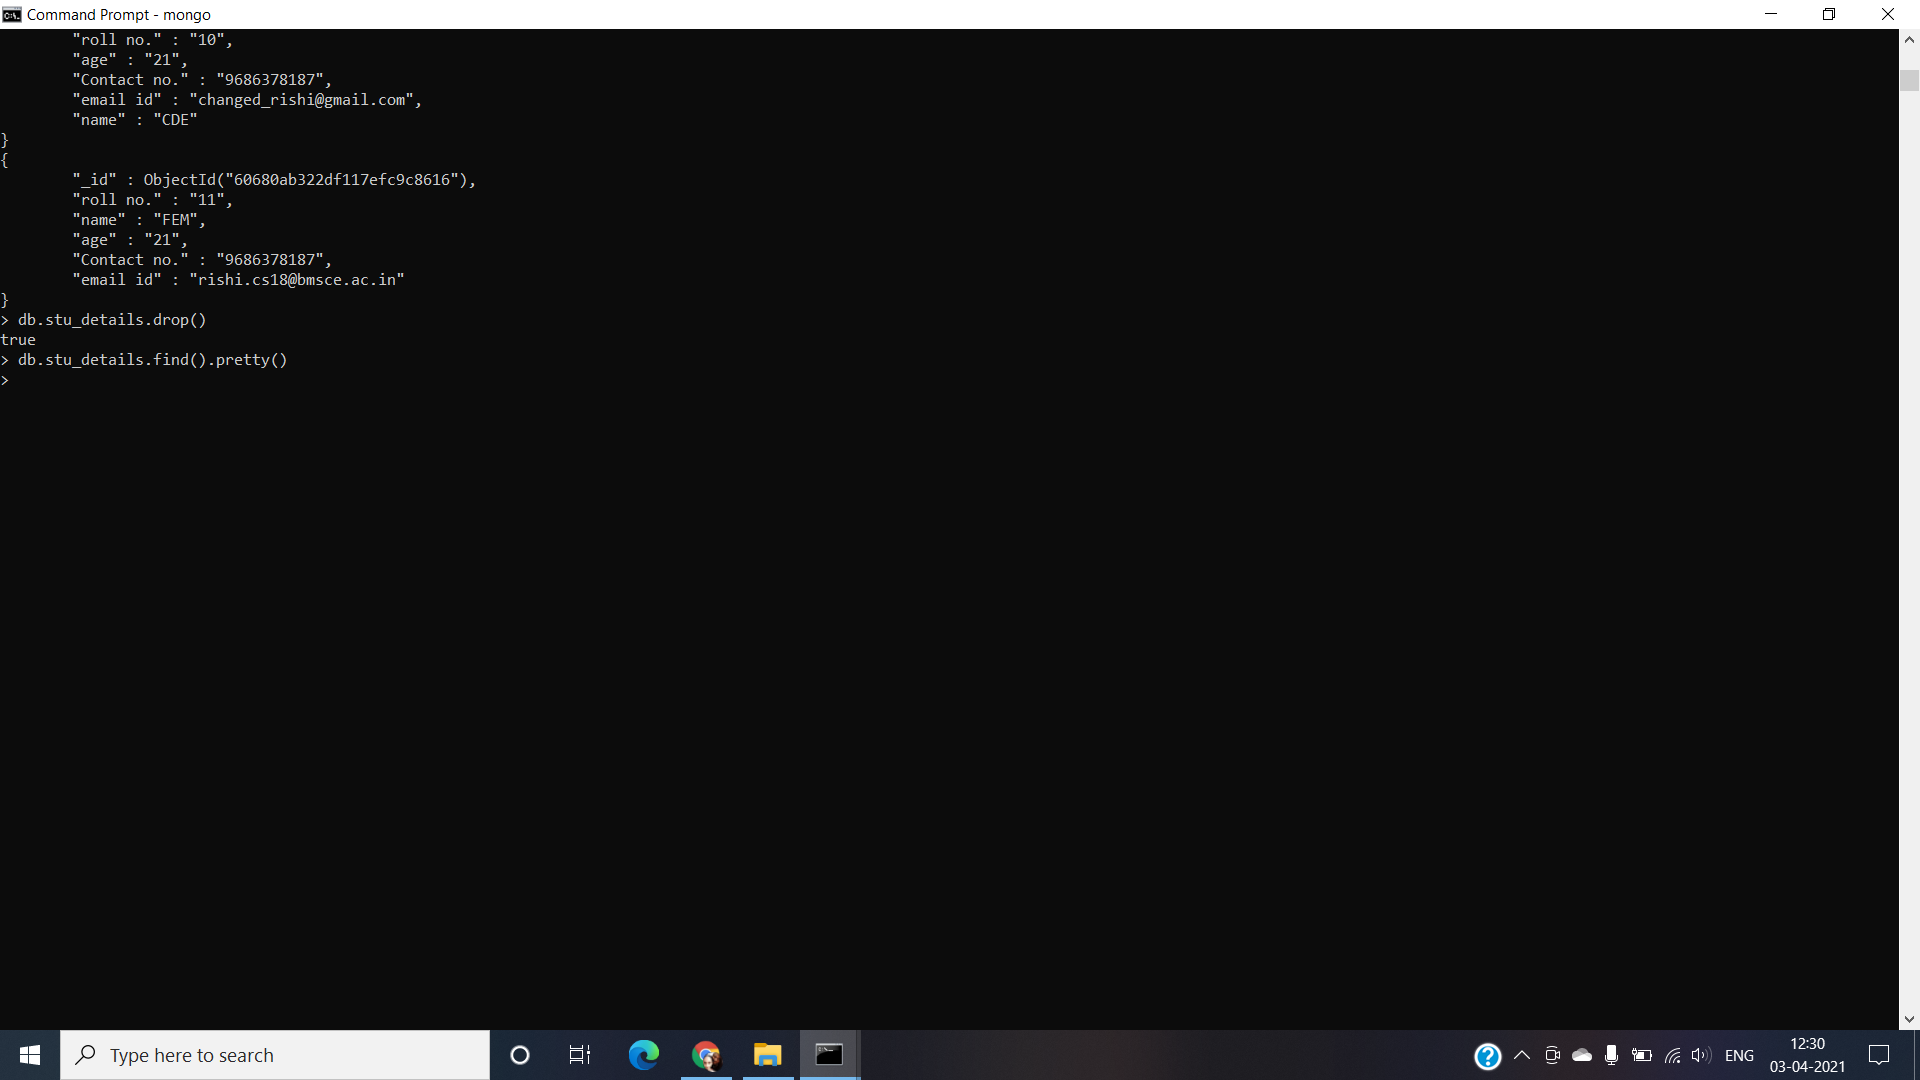 Command Prompt - mongo
"roll no." : "10",
"age" : "21",
"Contact no." : "9686378187",
"email id" : "changed_rishi@gmail.com",
"name" : "CDE"
}
{
"_id" : ObjectId("60680ab322df117efc9c8616"),
"roll no." : "11",
"name" : "FEM",
"age" : "21",
"Contact no." : "9686378187",
"email id" : "rishi.cs18@bmsce.ac.in"
}
> db.stu_details.drop()
true
> db.stu_details.find().pretty()
>
Type here to search
ENG
12:30
03-04-2021